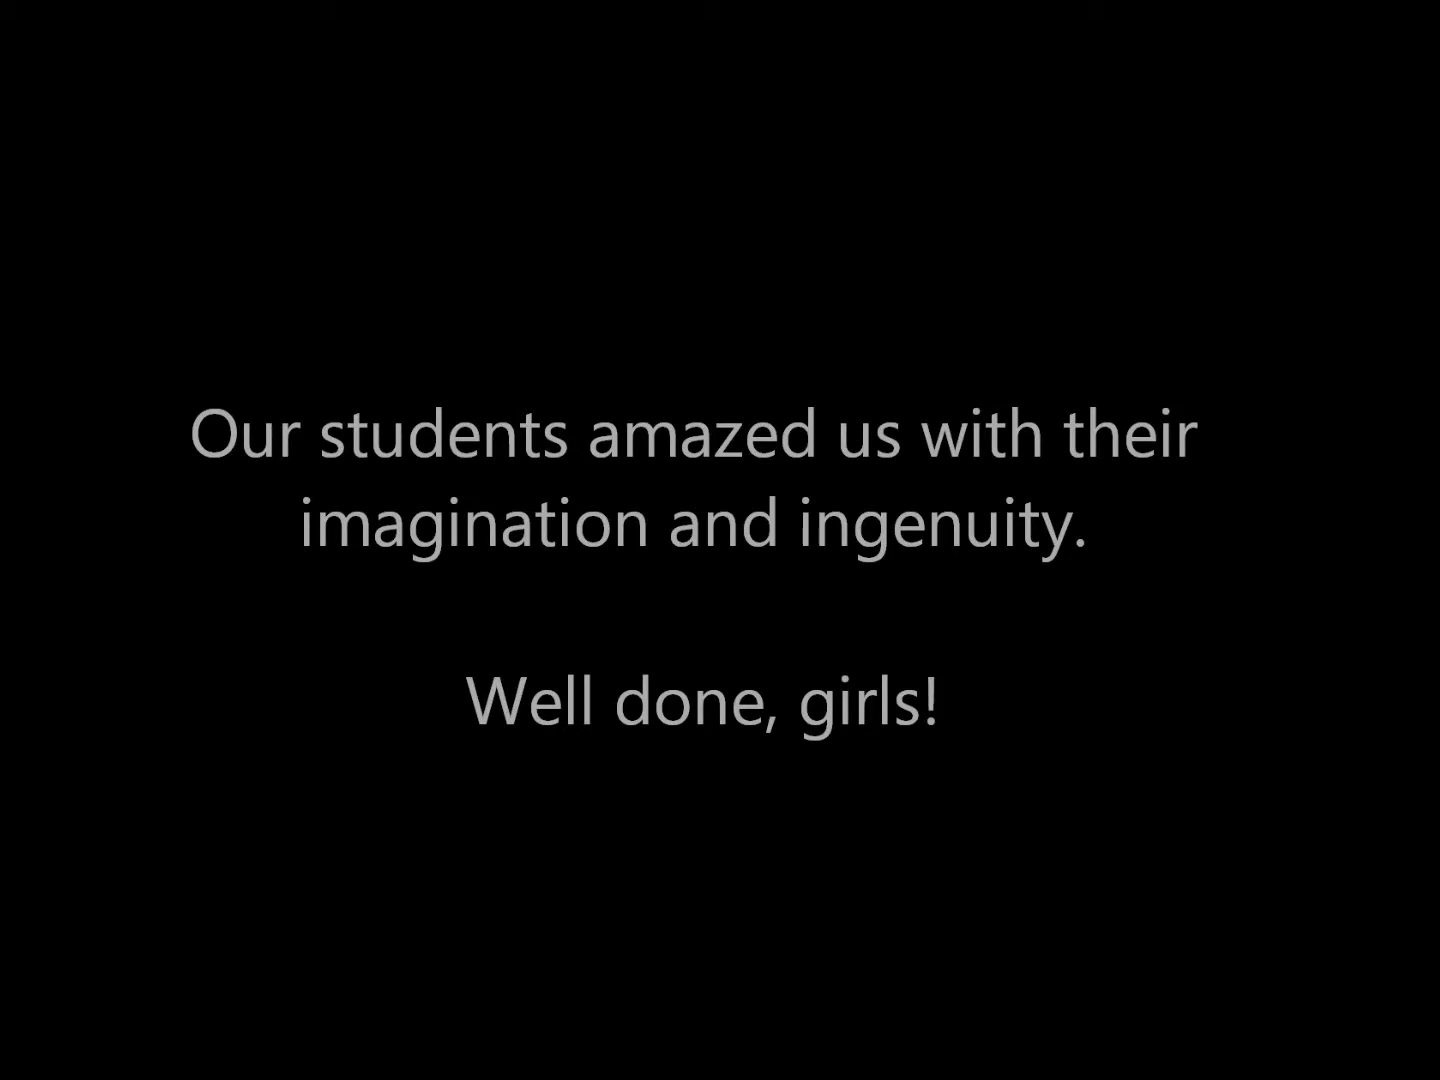 Our students amazed us with their
imagination and ingenuity.
Well done, girls!